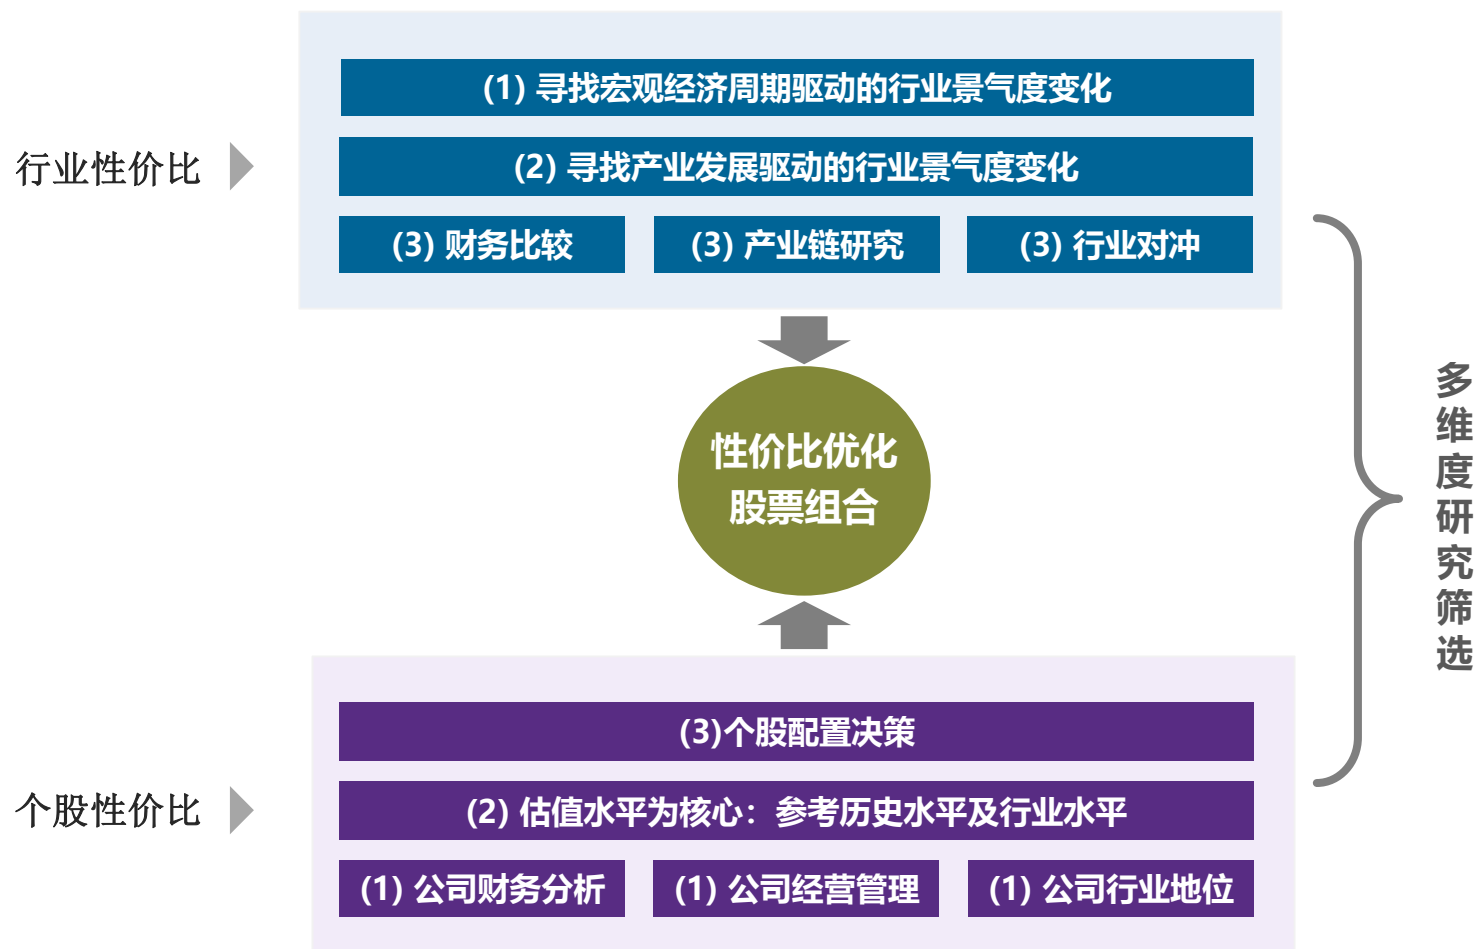 (1) 寻找宏观经济周期驱动的行业景气度变化
行业性价比
(2) 寻找产业发展驱动的行业景气度变化
(3) 财务比较
(3) 产业链研究
(3) 行业对冲
性价比优化
股票组合
多维度研究筛选
(3)个股配置决策
个股性价比
(2) 估值水平为核心：参考历史水平及行业水平
(1) 公司财务分析
(1) 公司经营管理
(1) 公司行业地位